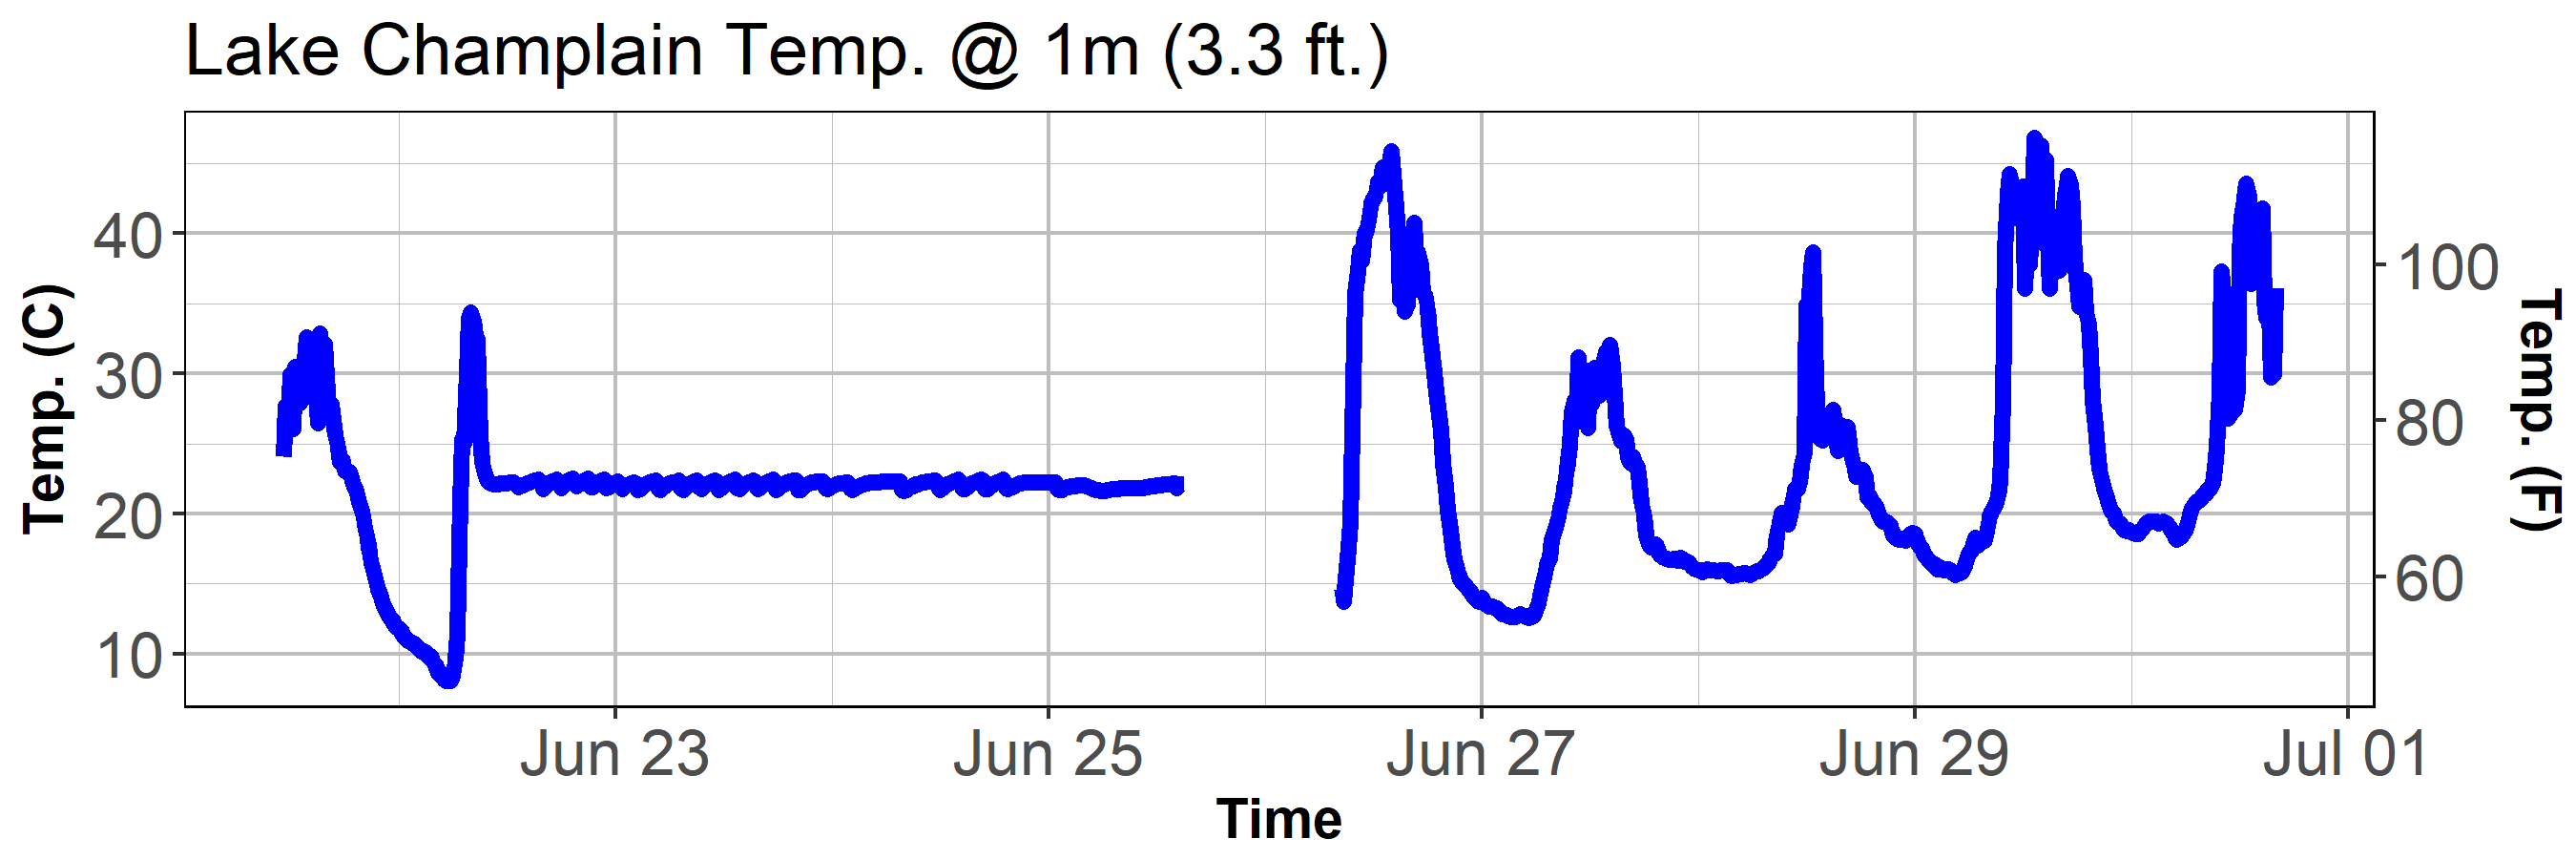 Lake Champlain Temp. @ 1m (3.3 ft.)
Temp. (C)
40
30
20
10
100
80
60
Temp. (F)
Jun 23
Jun 25
Jun 27
Jun 29
Jul 01
Time